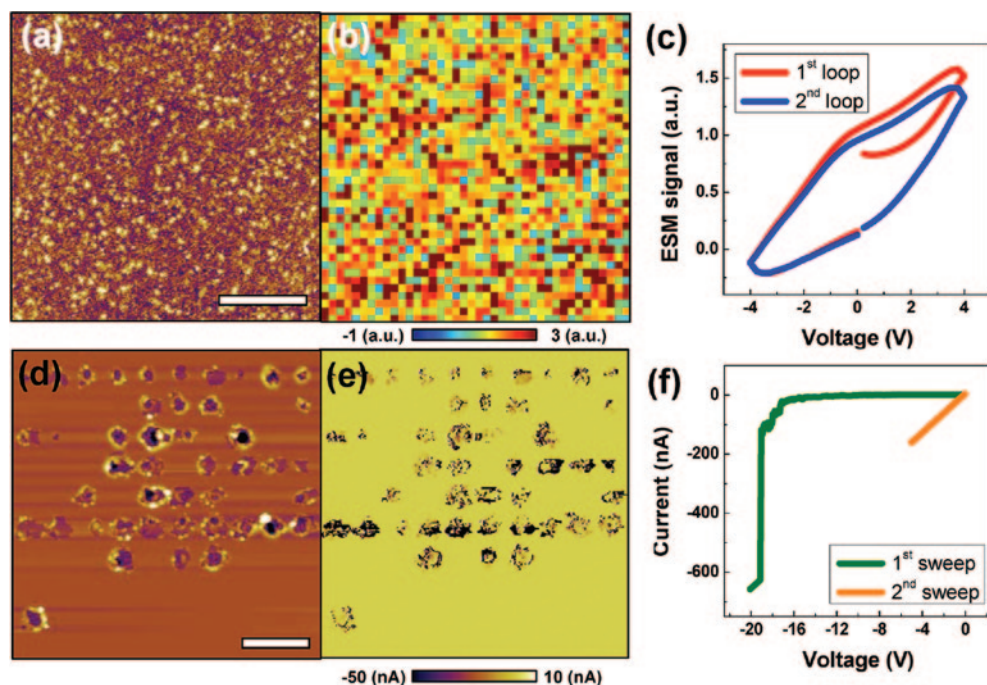 (a)
(b)
-1 (a.u.)
3 (a.u.)
(c)
1st loop
2nd loop
ESM signal (a.u.)
1.5
1.0
0.5
0.0
-4
-2
0
2
4
Voltage (V)
(d)
(e)
-50 (nA)
10 (nA)
(f)
Current (nA)
0
-200
-400
-600
1st sweep
2nd sweep
-20
-16
-12
-8
-4
0
Voltage (V)